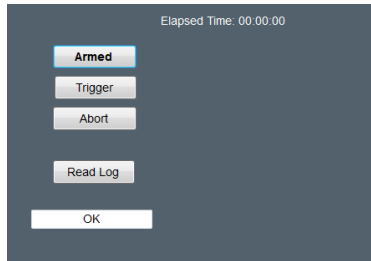 Elapsed Time: 00:00:00
Armed
Trigger
Abort
Read Log
OK